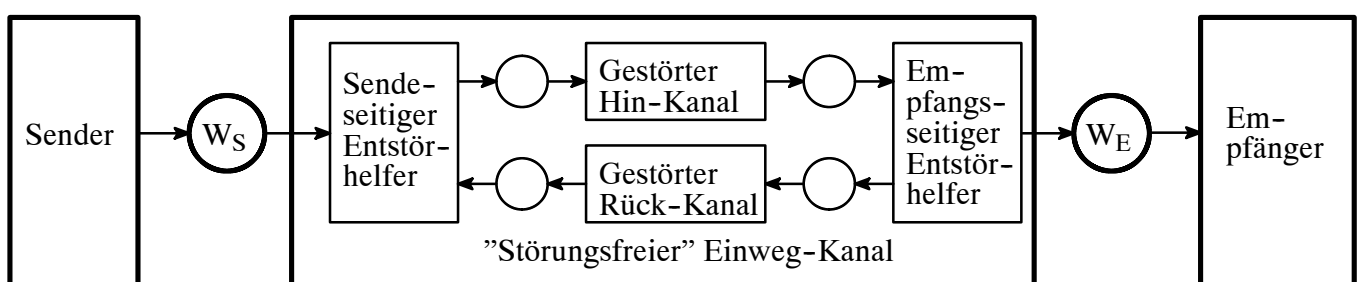 Sender
W_S
Sende-
seitiger
Entstör-
helfer
Gestörter
Hin-Kanal
Gestörter
Rück-Kanal
Em-
pfangs-
seitiger
Entstör-
helfer
W_E
Em-
pfänger
"Störungsfreier" Einweg-Kanal